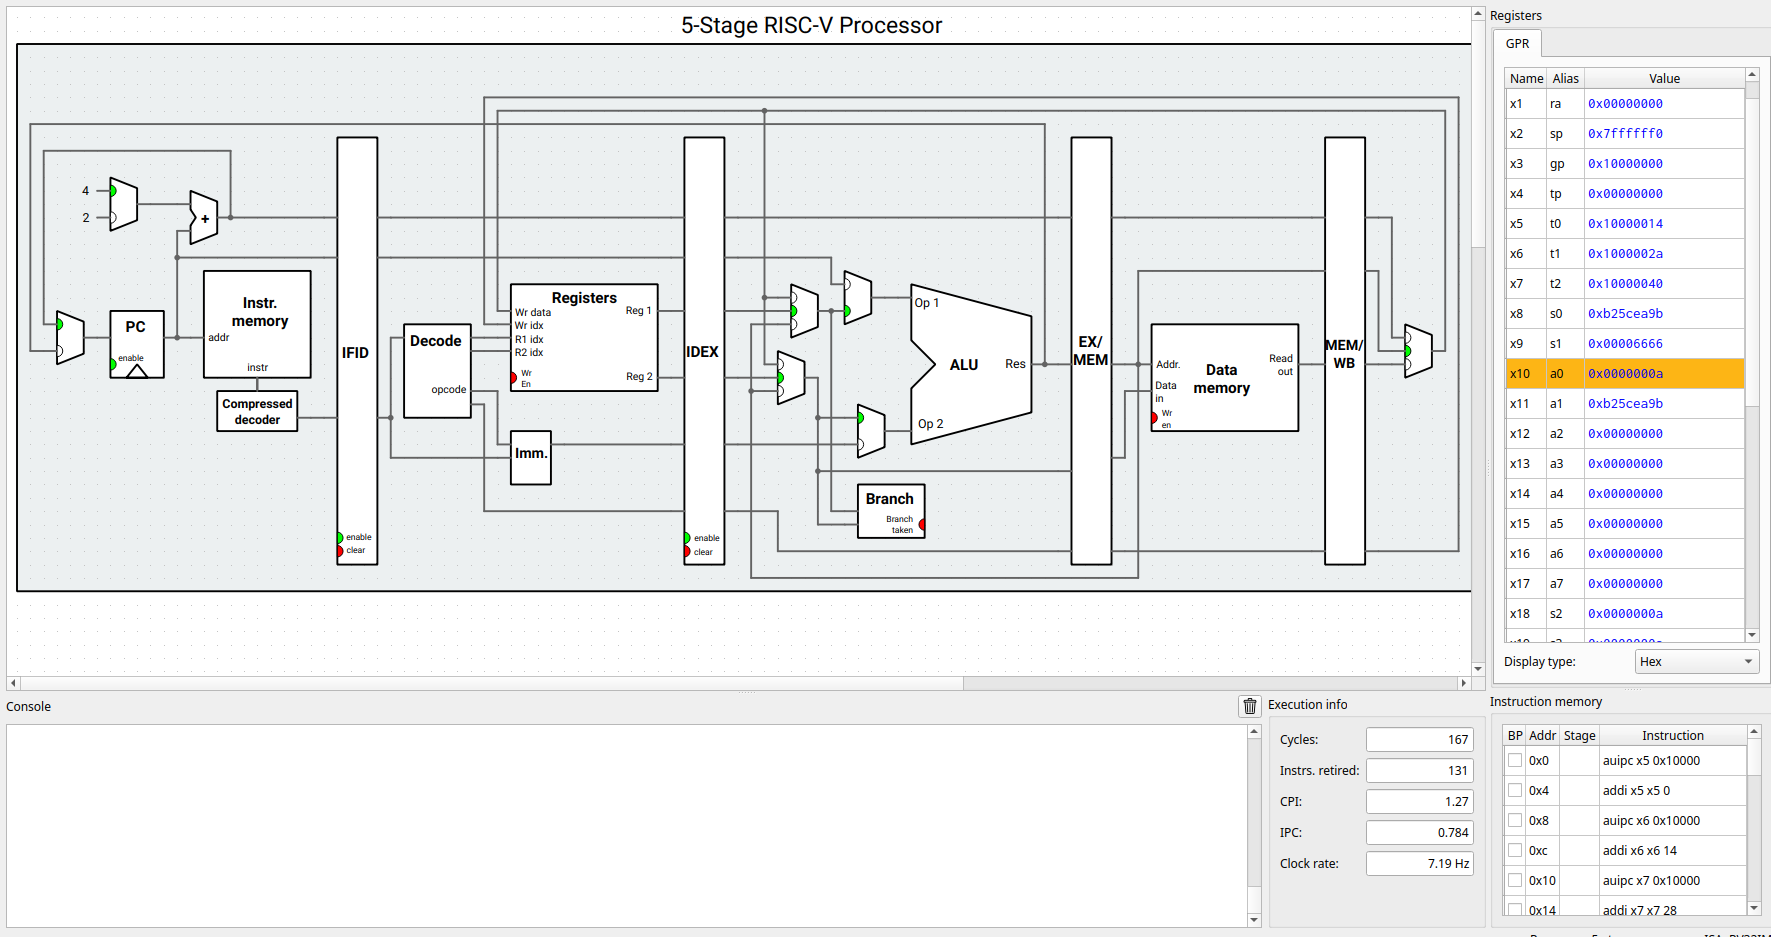 5-Stage RISC-V Processor
4
2
+
PC
enable
Instr.
memory
addr
instr
Compressed
decoder
IFID
enable
clear
Decode
opcode
Registers
Wr data
Wr idx
R1 idx
R2 idx
Wr
En
Reg 1
Reg 2
Imm.
IDEX
enable
clear
Op 1
ALU
Res
Op 2
Branch
Branch
taken
EX/
MEM
Addr.
Data
in
Wr
en
Data
memory
Read
out
MEM/
WB
Registers
GPR
Name Alias Value
x1 ra 0x00000000
x2 sp 0x7ffffff0
x3 gp 0x10000000
x4 tp 0x00000000
x5 t0 0x10000014
x6 t1 0x1000002a
x7 t2 0x10000040
x8 s0 0xb25cea9b
x9 s1 0x00006666
x10 a0 0x0000000a
x11 a1 0xb25cea9b
x12 a2 0x00000000
x13 a3 0x00000000
x14 a4 0x00000000
x15 a5 0x00000000
x16 a6 0x00000000
x17 a7 0x00000000
x18 s2 0x0000000a
Display type: Hex
Console
Execution info
Cycles: 167
Instrs. retired: 131
CPI: 1.27
IPC: 0.784
Clock rate: 7.19 Hz
Instruction memory
BP Addr Stage Instruction
0x0 auipc x5 0x10000
0x4 addi x5 x5 0
0x8 auipc x6 0x10000
0xc addi x6 x6 14
0x10 auipc x7 0x10000
0x14 addi x7 x7 28